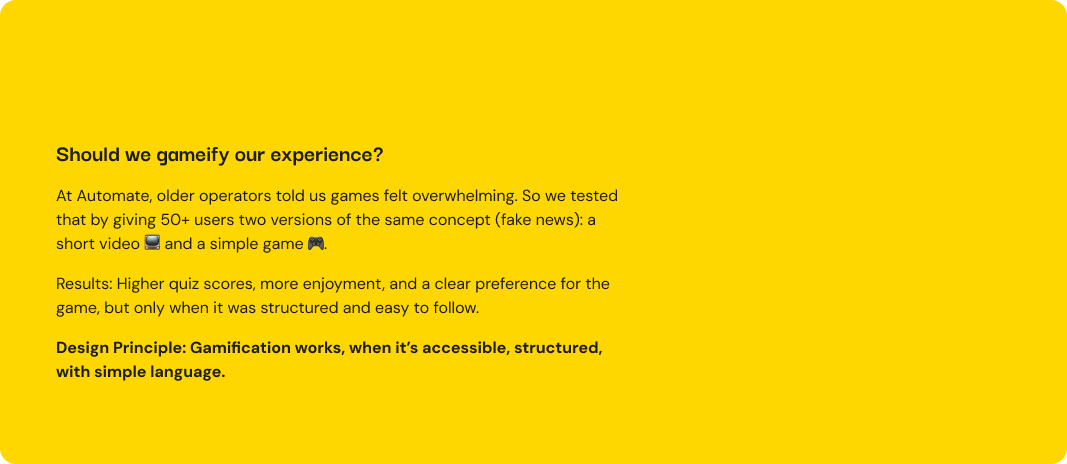 Should we gameify our experience?
At Automate, older operators told us games felt overwhelming. So we tested
that by giving 50+ users two versions of the same concept (fake news): a
short video 🖥️ and a simple game 🎮.
Results: Higher quiz scores, more enjoyment, and a clear preference for the
game, but only when it was structured and easy to follow.
Design Principle: Gamification works, when it’s accessible, structured,
with simple language.